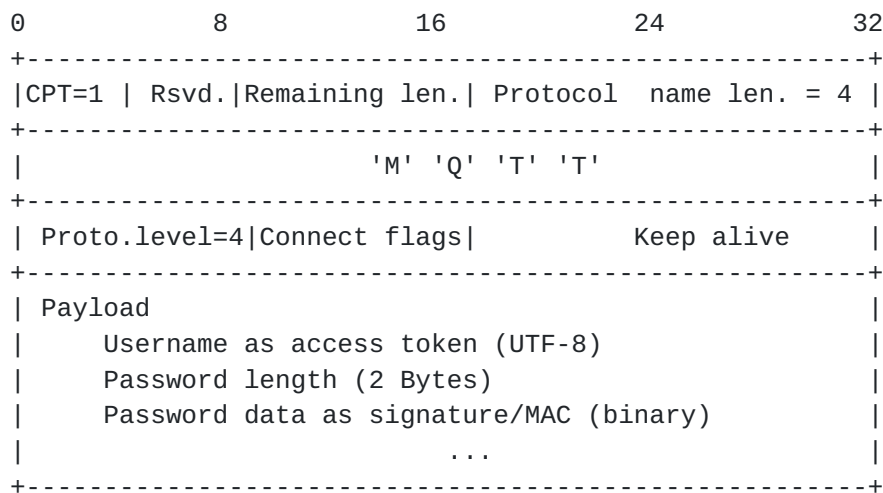 0            8            16            24            32
+------------------------------------------------------+
|CPT=1 | Rsvd.|Remaining len.| Protocol  name len. = 4 |
+------------------------------------------------------+
|                      'M' 'Q' 'T' 'T'                 |
+------------------------------------------------------+
| Proto.level=4|Connect flags|          Keep alive     |
+------------------------------------------------------+
| Payload                                              |
|     Username as access token (UTF-8)                 |
|     Password length (2 Bytes)                        |
|     Password data as signature/MAC (binary)          |
|                           ...                        |
+------------------------------------------------------+